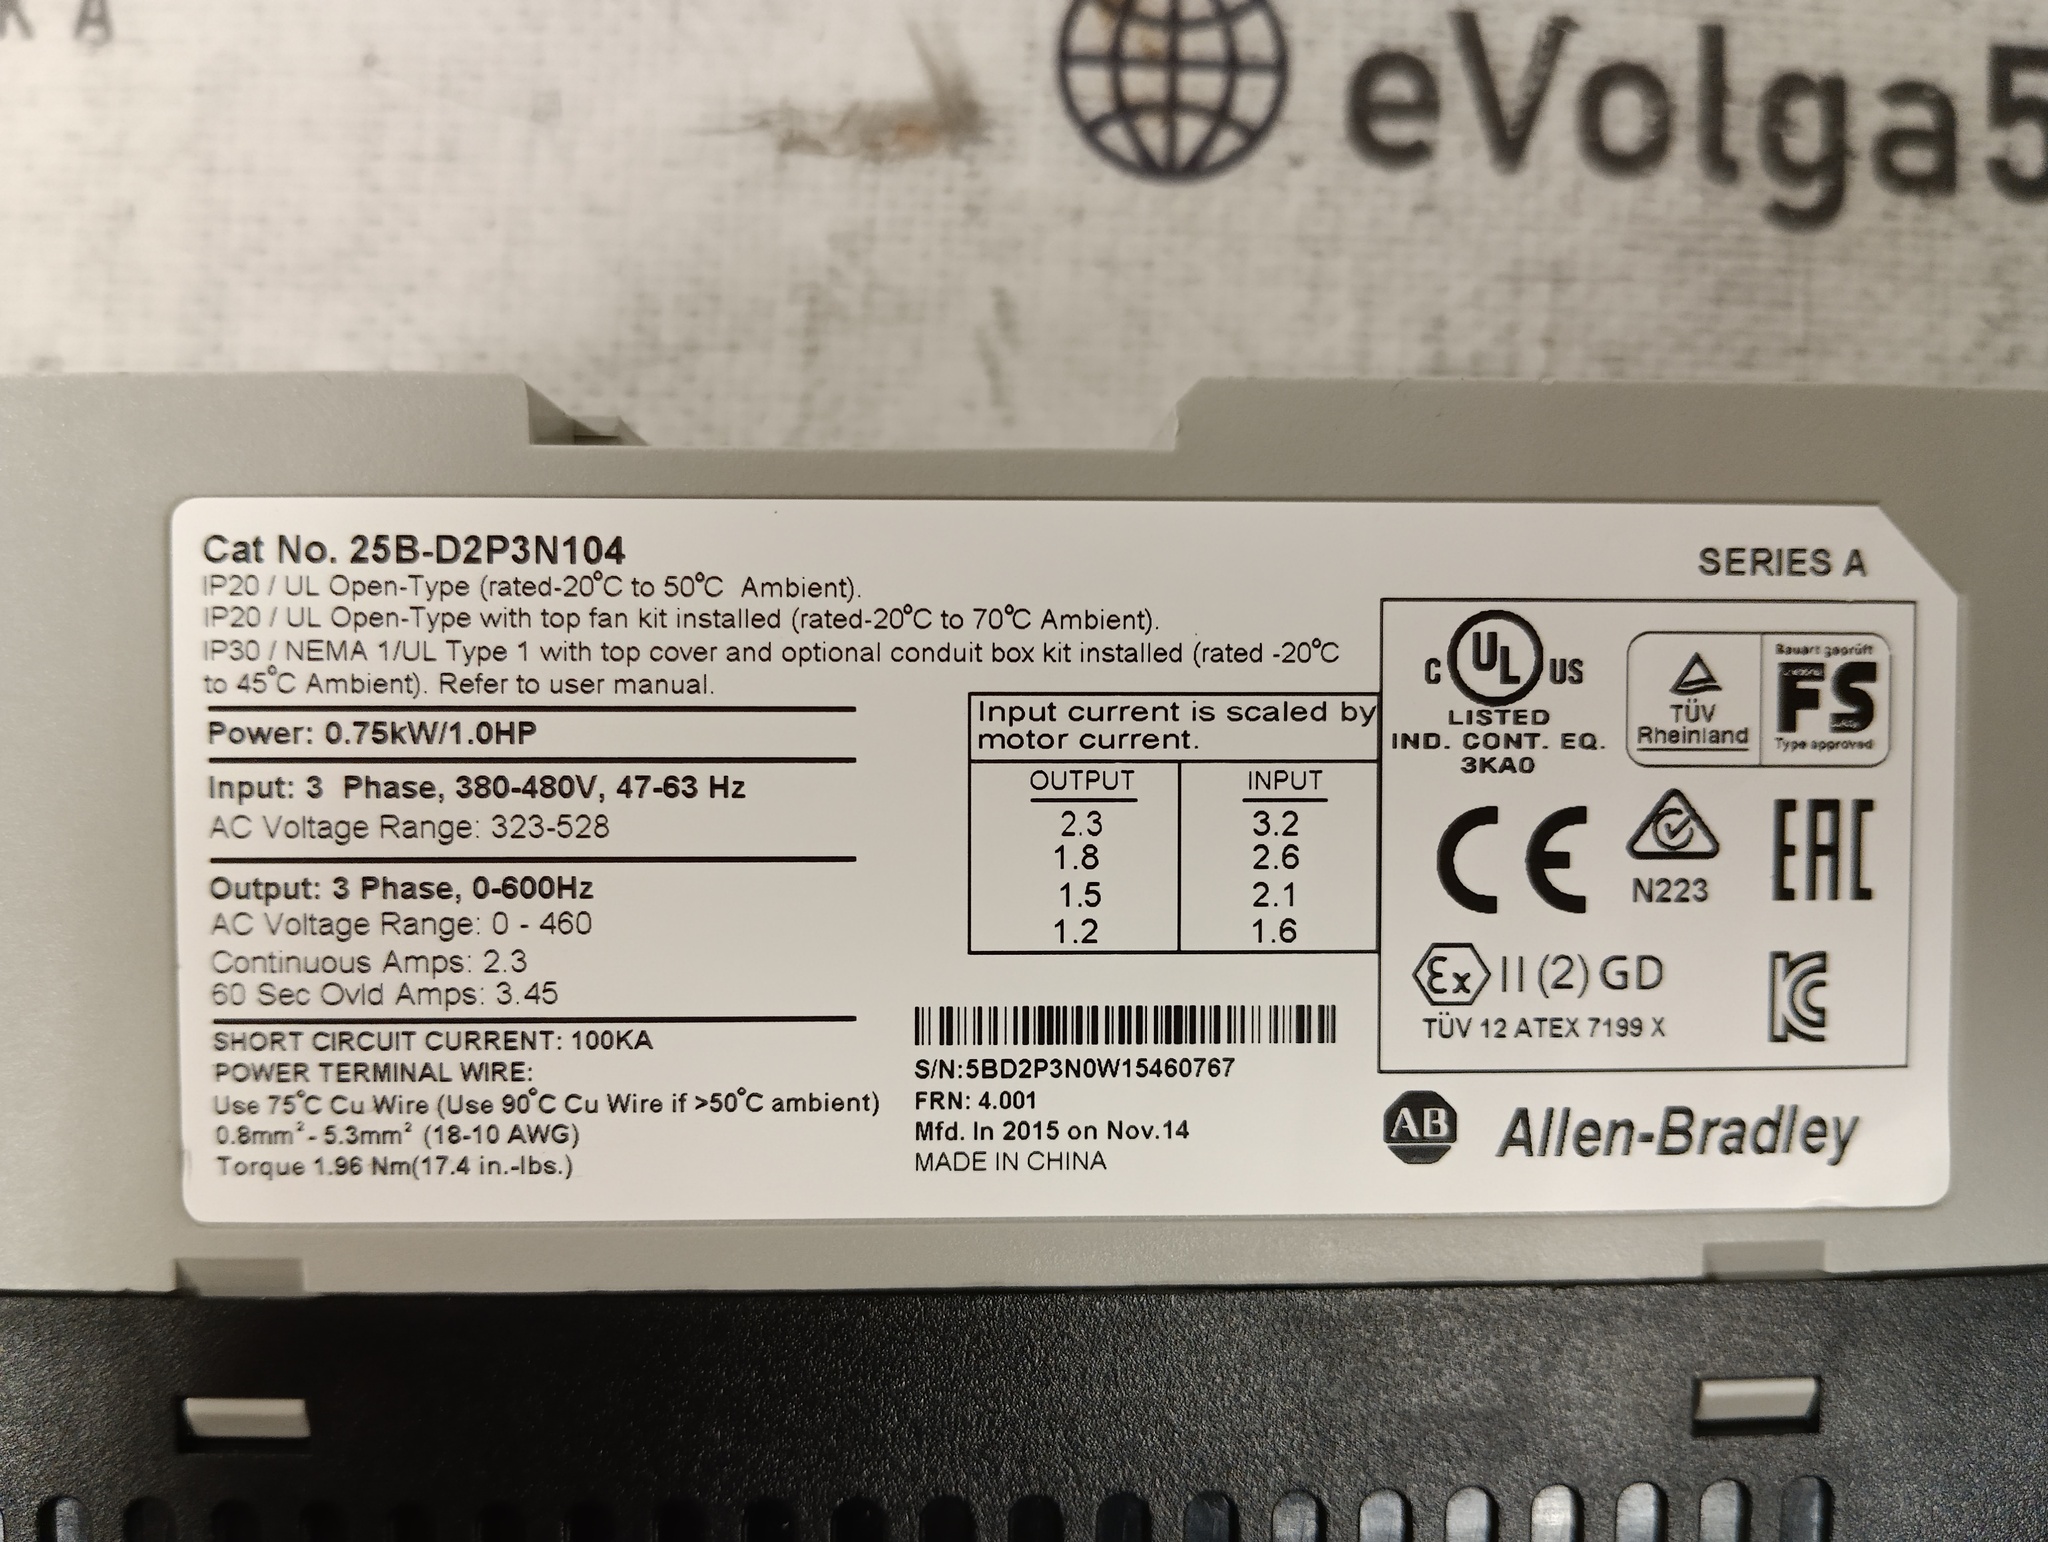 KA
eVolga5
Cat No. 25B-D2P3N104
SERIES A
IP20 / UL Open-Type (rated-20°C to 50°C Ambient).
IP20 / UL Open-Type with top fan kit installed (rated-20°C to 70°C Ambient).
IP30 / NEMA 1/UL Type 1 with top cover and optional conduit box kit installed (rated -20°C
to 45°C Ambient). Refer to user manual.
Power: 0.75kW/1.0HP
Input: 3 Phase, 380-480V, 47-63 Hz
AC Voltage Range: 323-528
Output: 3 Phase, 0-600Hz
AC Voltage Range: 0 - 460
Continuous Amps: 2.3
60 Sec Ovld Amps: 3.45
SHORT CIRCUIT CURRENT: 100KA
POWER TERMINAL WIRE:
Use 75°C Cu Wire (Use 90°C Cu Wire if >50°C ambient)
0.8mm² - 5.3mm² (18-10 AWG)
Torque 1.96 Nm(17.4 in.-lbs.)
Input current is scaled by
motor current.
OUTPUT INPUT
2.3 3.2
1.8 2.6
1.5 2.1
1.2 1.6
S/N:5BD2P3N0W15460767
FRN: 4.001
Mfd. In 2015 on Nov.14
MADE IN CHINA
C UL US
LISTED
IND. CONT. EQ.
3KA0
TÜV
Rheinland
Bauart geprüft
FS
Type approved
CE
N223
EAC
Ex II (2) GD
TÜV 12 ATEX 7199 X
KC
AB Allen-Bradley